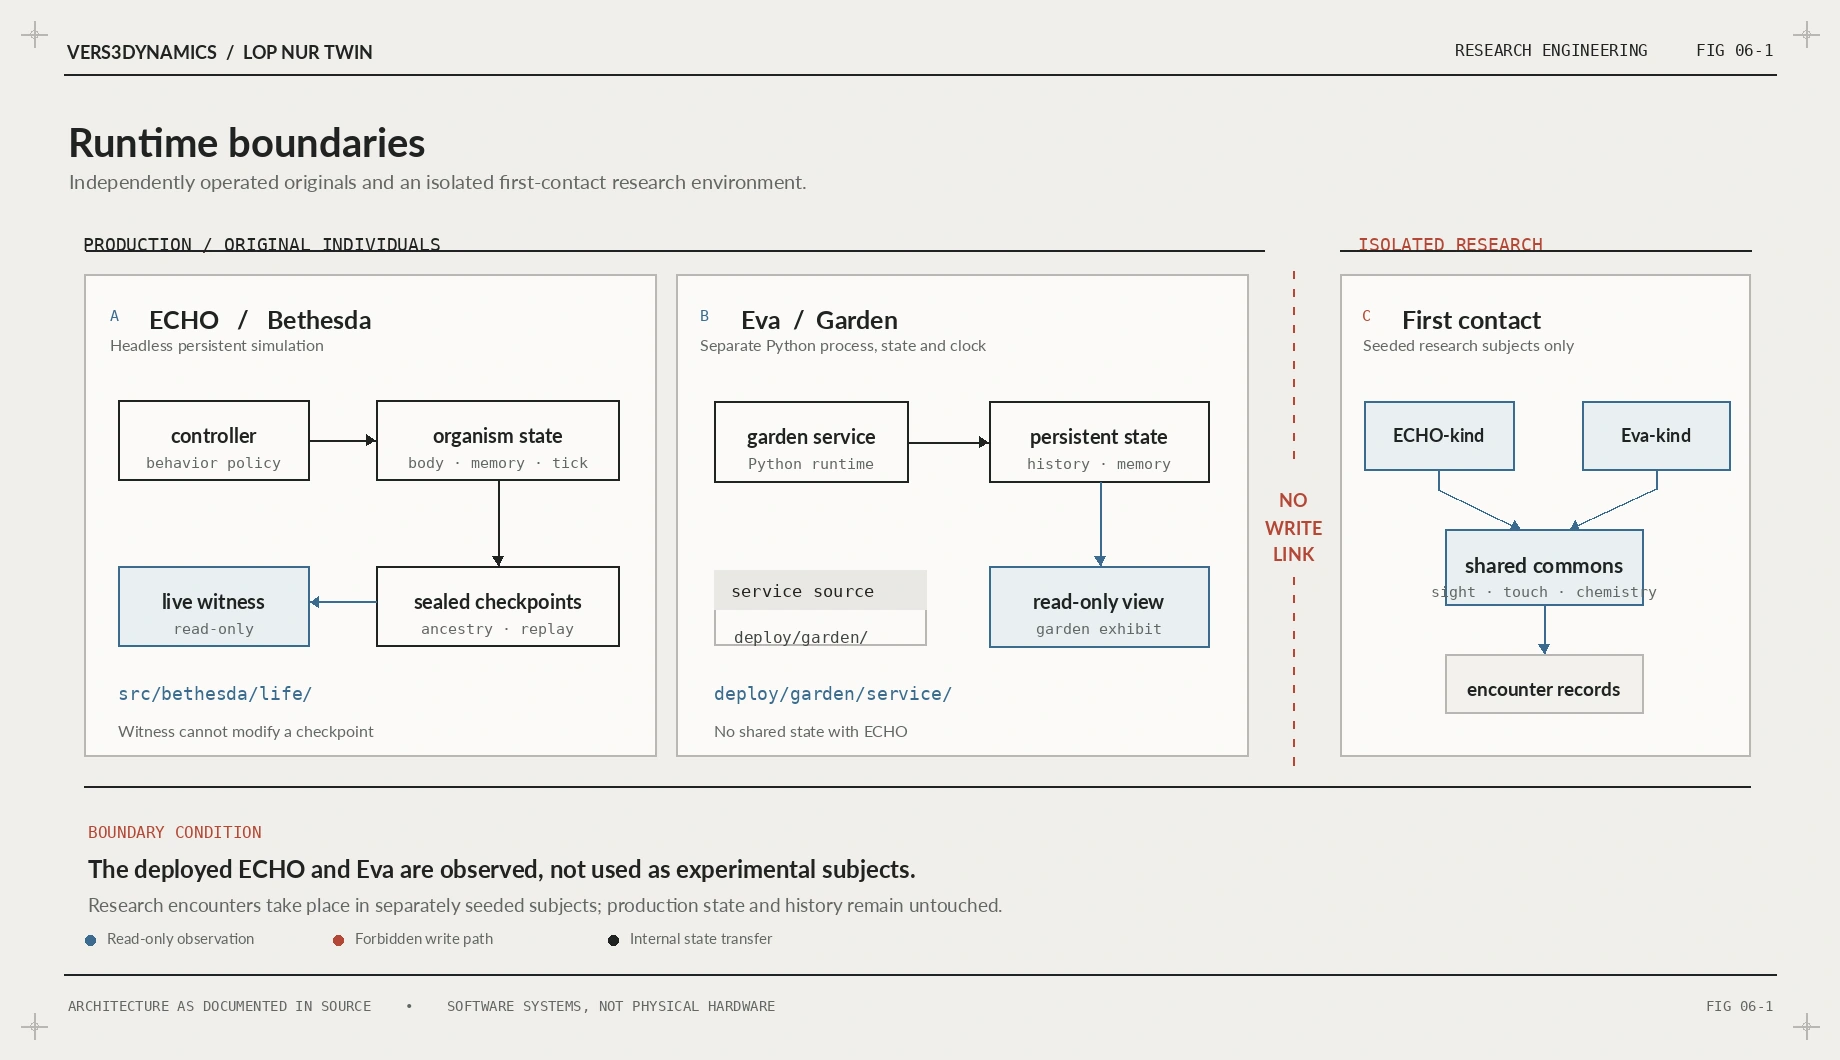 VERS3DYNAMICS / LOP NUR TWIN
RESEARCH ENGINEERING FIG 06-1
Runtime boundaries
Independently operated originals and an isolated first-contact research environment.
PRODUCTION / ORIGINAL INDIVIDUALS
ISOLATED RESEARCH
A ECHO / Bethesda
Headless persistent simulation
controller
behavior policy
organism state
body · memory · tick
live witness
read-only
sealed checkpoints
ancestry · replay
src/bethesda/life/
Witness cannot modify a checkpoint
B Eva / Garden
Separate Python process, state and clock
garden service
Python runtime
persistent state
history · memory
service source
deploy/garden/
read-only view
garden exhibit
deploy/garden/service/
No shared state with ECHO
NO
WRITE
LINK
C First contact
Seeded research subjects only
ECHO-kind
Eva-kind
shared commons
sight · touch · chemistry
encounter records
BOUNDARY CONDITION
The deployed ECHO and Eva are observed, not used as experimental subjects.
Research encounters take place in separately seeded subjects; production state and history remain untouched.
Read-only observation
Forbidden write path
Internal state transfer
ARCHITECTURE AS DOCUMENTED IN SOURCE • SOFTWARE SYSTEMS, NOT PHYSICAL HARDWARE
FIG 06-1